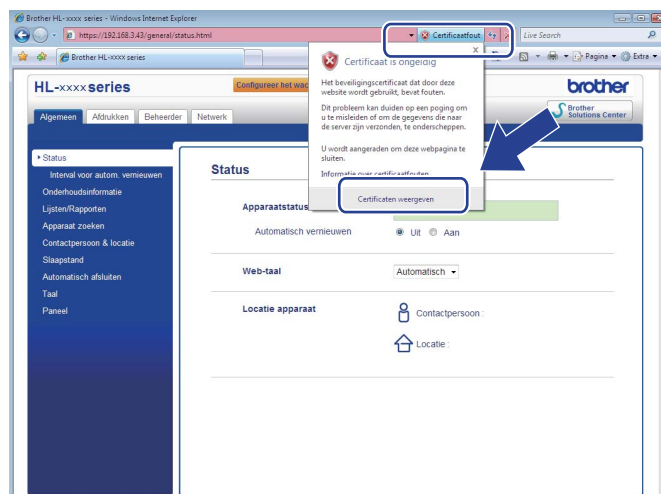 Brother HL- xxxx series - Windows Internet Explorer
https://192.168.3.43/general/status.html
Certificaatfout
Live Search
Brother HL-xxxx series
Pagina
Extra
HL-xxxxseries
Configureer het wac
brother
Algemeen
Afdrukken
Beheerder
Netwerk
Brother
Solutions Center
Certificaat is ongeldig
Het beveiligingscertificaat dat door deze
website wordt gebruikt, bevat fouten.
Dit probleem kan duiden op een poging om
u te misleiden of om de gegevens die naar
de server zijn verzonden, te onderscheppen.
U wordt aangeraden om deze webpagina te
sluiten.
Informatie over certificaatfouten
Certificaten weergeven
Status
Interval voor autom. vernieuwen
Onderhoudsinformatie
Lijsten/Rapporten
Apparaat zoeken
Contactpersoon & locatie
Slaapstand
Automatisch afsluiten
Taal
Paneel
Status
Apparaatstatus
Automatisch vernieuwen
Uit
Aan
Web-taal
Automatisch
Locatie apparaat
Contactpersoon :
Locatie :